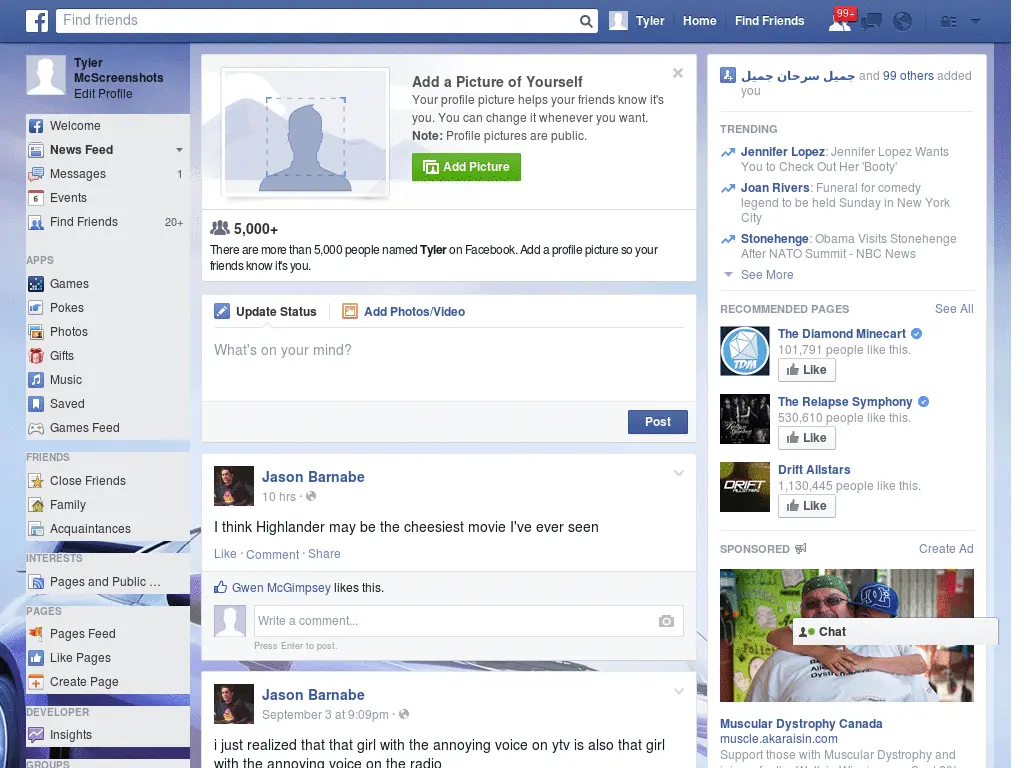 Find friends
Tyler
Home
Find Friends
99+
Tyler
McScreenshots
Edit Profile
Welcome
News Feed
Messages 1
6 Events
Find Friends 20+
APPS
Games
Pokes
Photos
Gifts
Music
Saved
Games Feed
FRIENDS
Close Friends
Family
Acquaintances
INTERESTS
Pages and Public ...
PAGES
Pages Feed
Like Pages
Create Page
DEVELOPER
Insights
GROUPS
Add a Picture of Yourself
Your profile picture helps your friends know it's
you. You can change it whenever you want.
Note: Profile pictures are public.
Add Picture
5,000+
There are more than 5,000 people named Tyler on Facebook. Add a profile picture so your
friends know it's you.
Update Status
Add Photos/Video
What's on your mind?
Post
Jason Barnabe
10 hrs ·
I think Highlander may be the cheesiest movie I've ever seen
Like · Comment · Share
Gwen McGimpsey likes this.
Write a comment...
Press Enter to post.
Jason Barnabe
September 3 at 9:09pm ·
i just realized that that girl with the annoying voice on ytv is also that girl
with the annoying voice on the radio
جميل سرحان جميل and 99 others added
you
TRENDING
Jennifer Lopez: Jennifer Lopez Wants
You to Check Out Her 'Booty'
Joan Rivers: Funeral for comedy
legend to be held Sunday in New York
City
Stonehenge: Obama Visits Stonehenge
After NATO Summit - NBC News
See More
RECOMMENDED PAGES See All
TDM
The Diamond Minecart
101,791 people like this.
Like
The Relapse Symphony
530,610 people like this.
Like
DRIFT
Drift Allstars
1,130,445 people like this.
Like
SPONSORED Create Ad
Chat
Muscular Dystrophy Canada
muscle.akaraisin.com
Support those with Muscular Dystrophy and